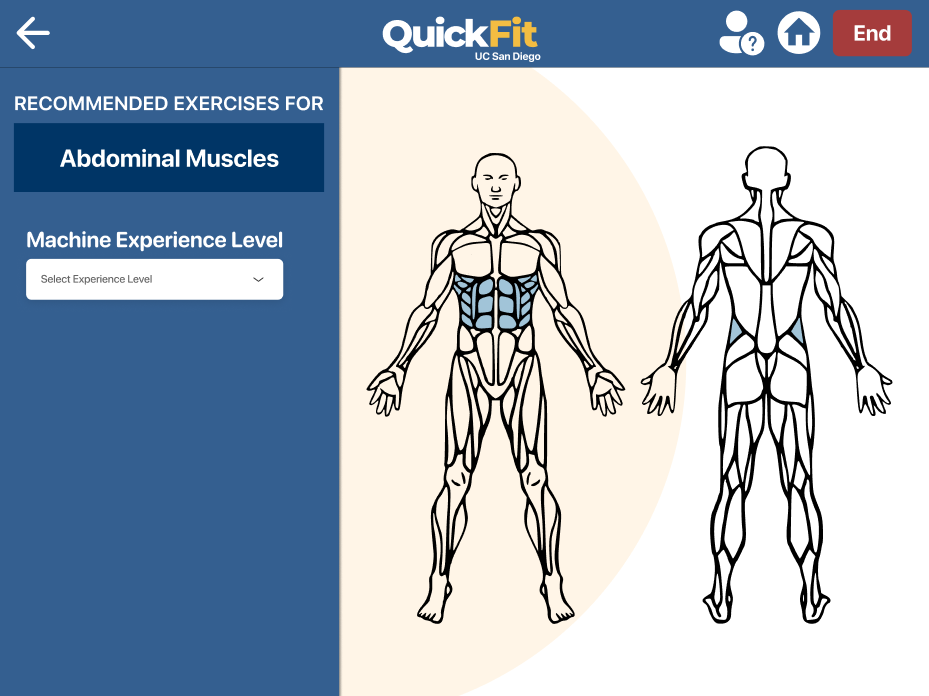 QuickFit
UC San Diego
?
End
RECOMMENDED EXERCISES FOR
Abdominal Muscles
Machine Experience Level
Select Experience Level